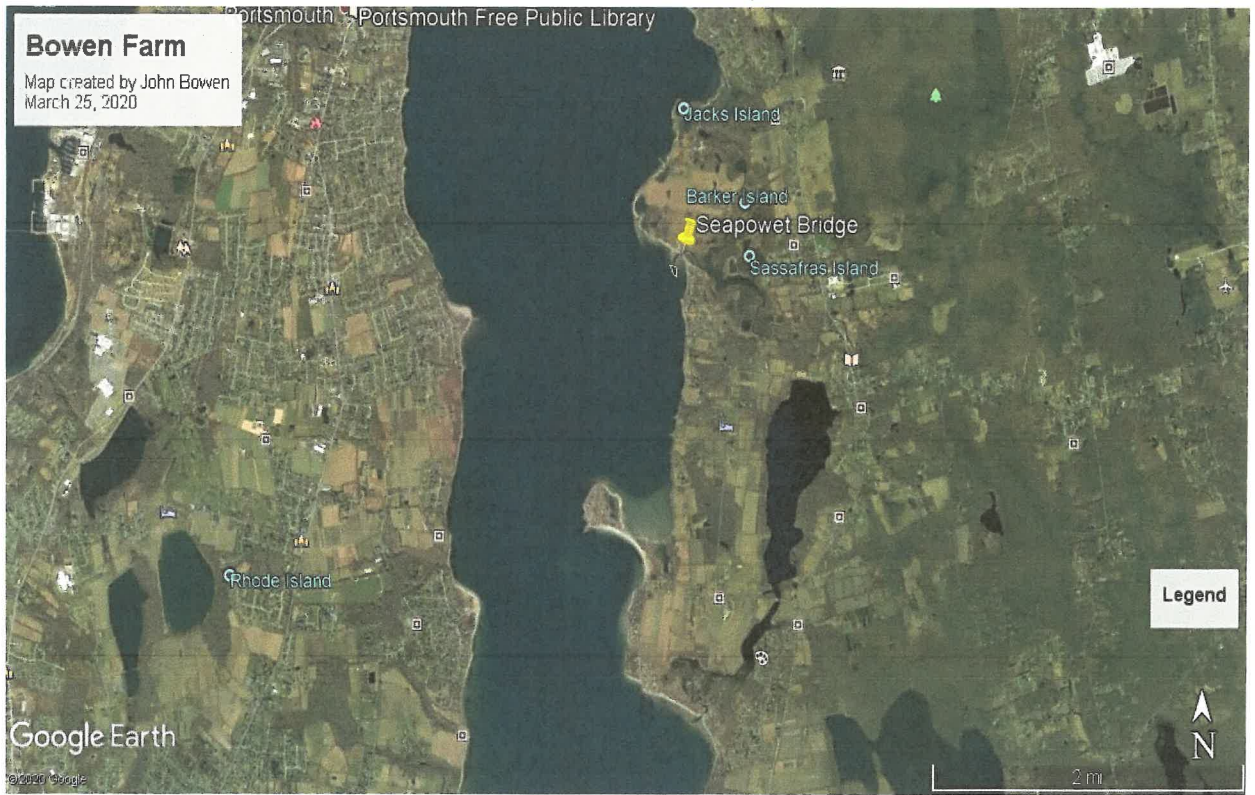 Portsmouth
Portsmouth Free Public Library
Bowen Farm
Map created by John Bowen
March 25, 2020
Jacks Island
Barker Island
Seapowet Bridge
Sassafras Island
Rhode Island
Legend
N
Google Earth
©2020 Google
2 mi